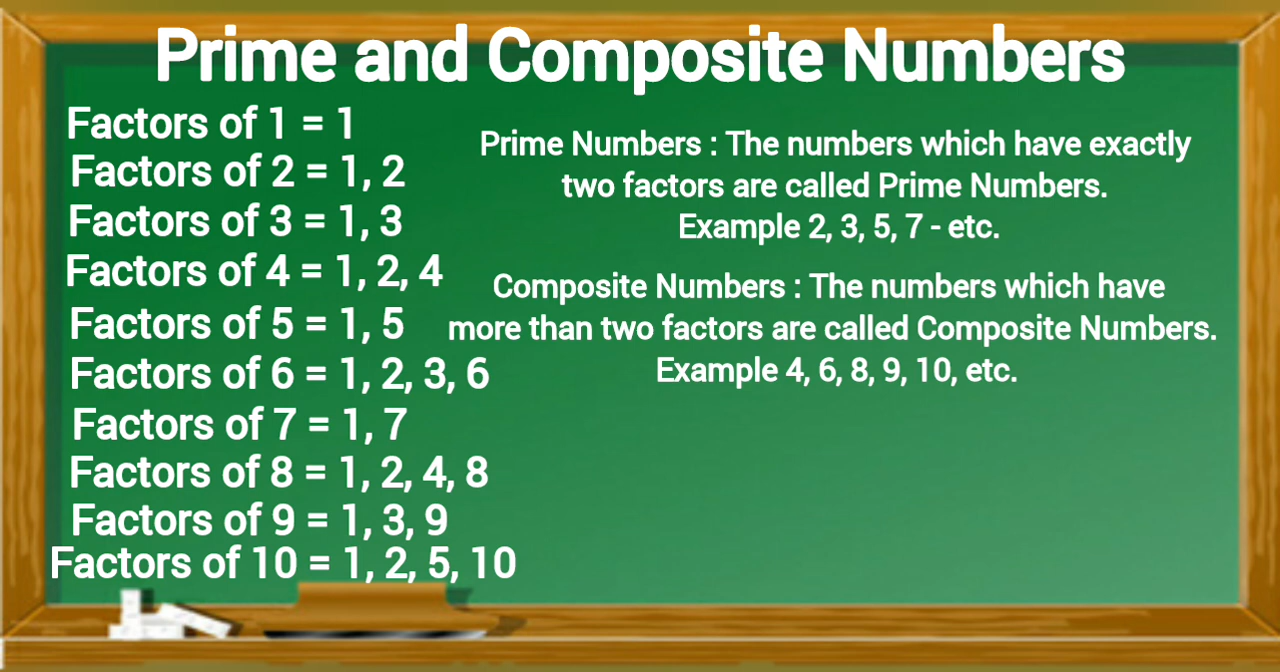 Prime and Composite Numbers
Factors of 1 = 1
Factors of 2 = 1, 2
Factors of 3 = 1, 3
Factors of 4 = 1, 2, 4
Factors of 5 = 1, 5
Factors of 6 = 1, 2, 3, 6
Factors of 7 = 1, 7
Factors of 8 = 1, 2, 4, 8
Factors of 9 = 1, 3, 9
Factors of 10 = 1, 2, 5, 10
Prime Numbers : The numbers which have exactly
two factors are called Prime Numbers.
Example 2, 3, 5, 7 - etc.
Composite Numbers : The numbers which have
more than two factors are called Composite Numbers.
Example 4, 6, 8, 9, 10, etc.